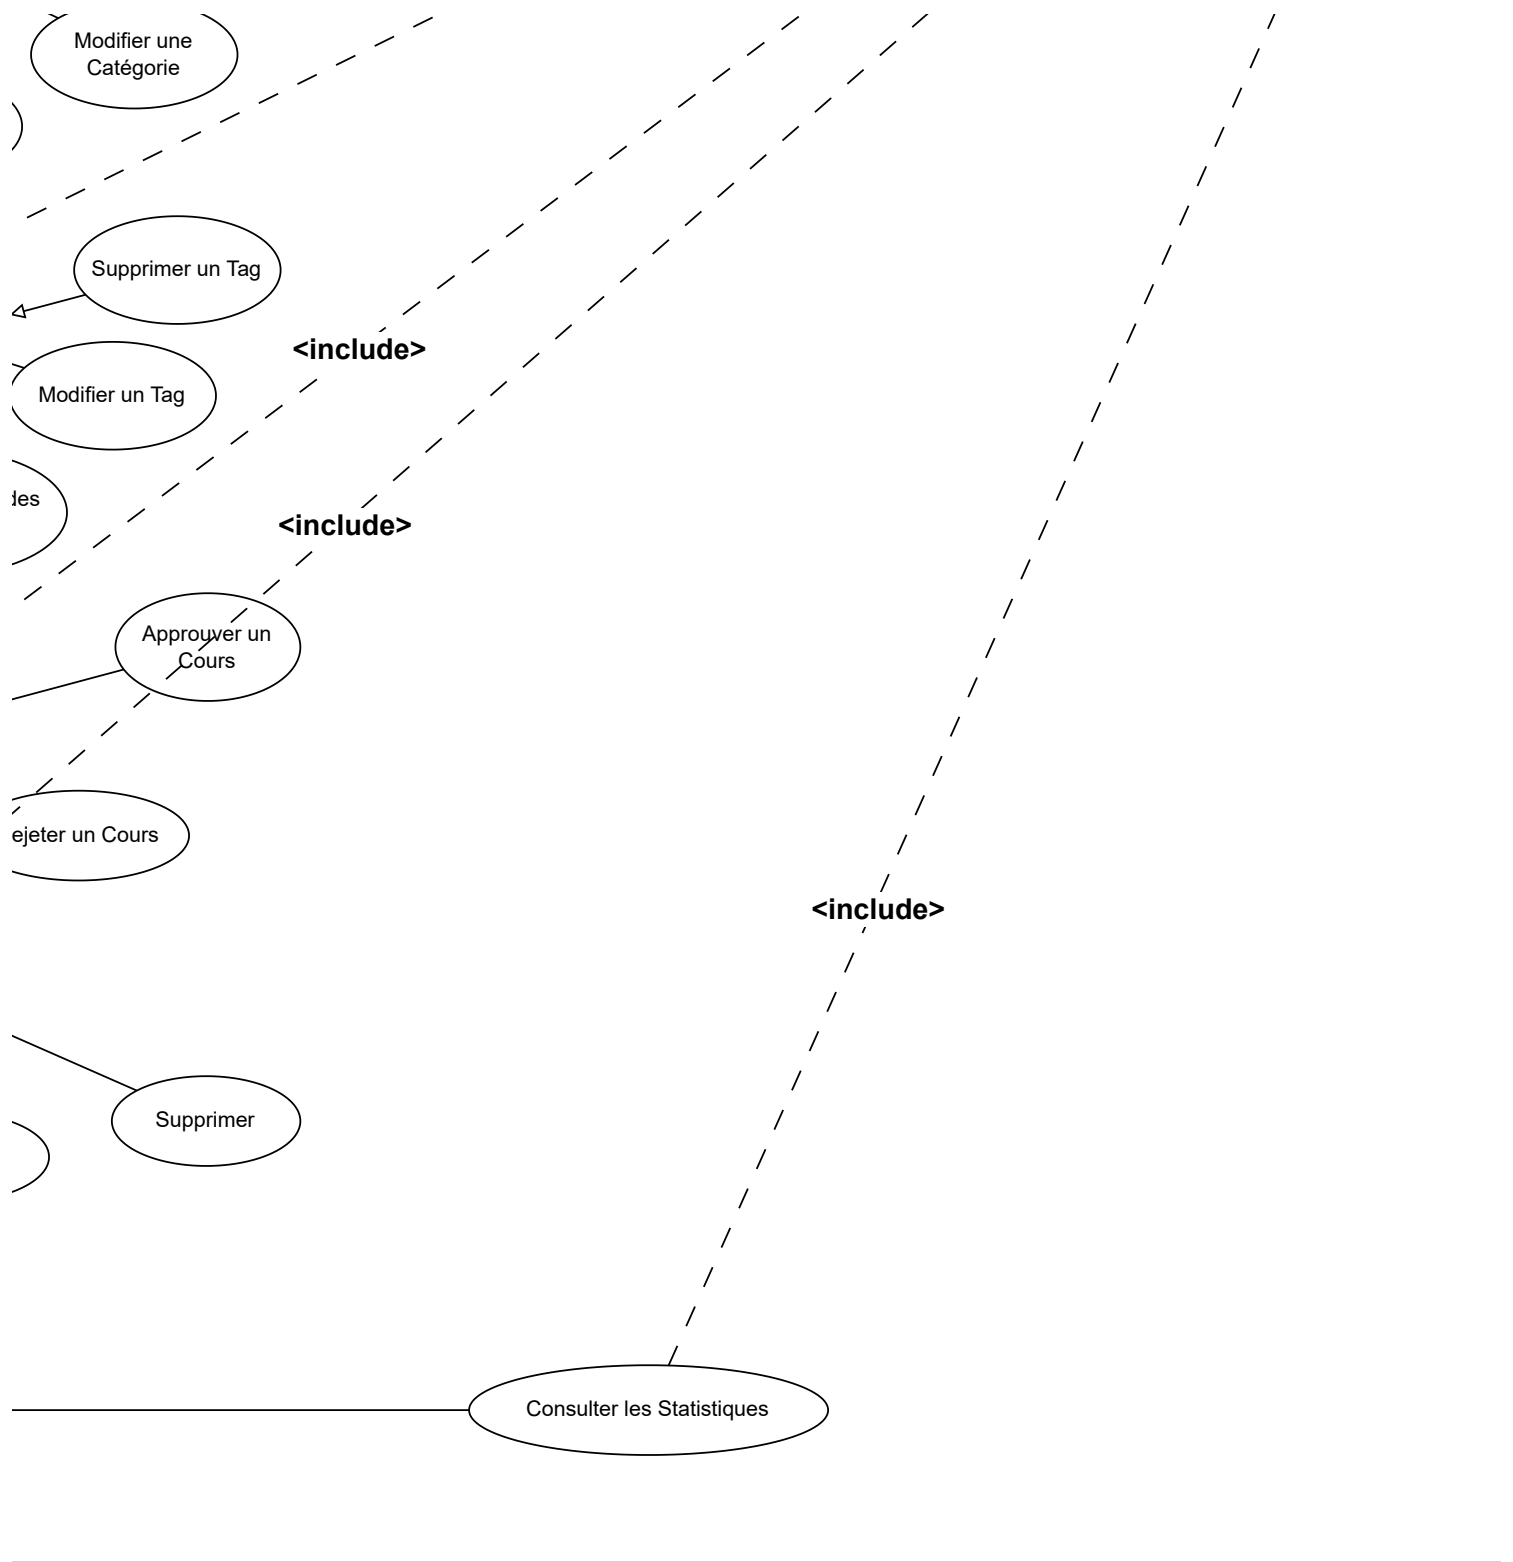 Modifier une
Catégorie
Supprimer un Tag
<include>
Modifier un Tag
des
<include>
Approuver un
Cours
ejeter un Cours
<include>
Supprimer
Consulter les Statistiques